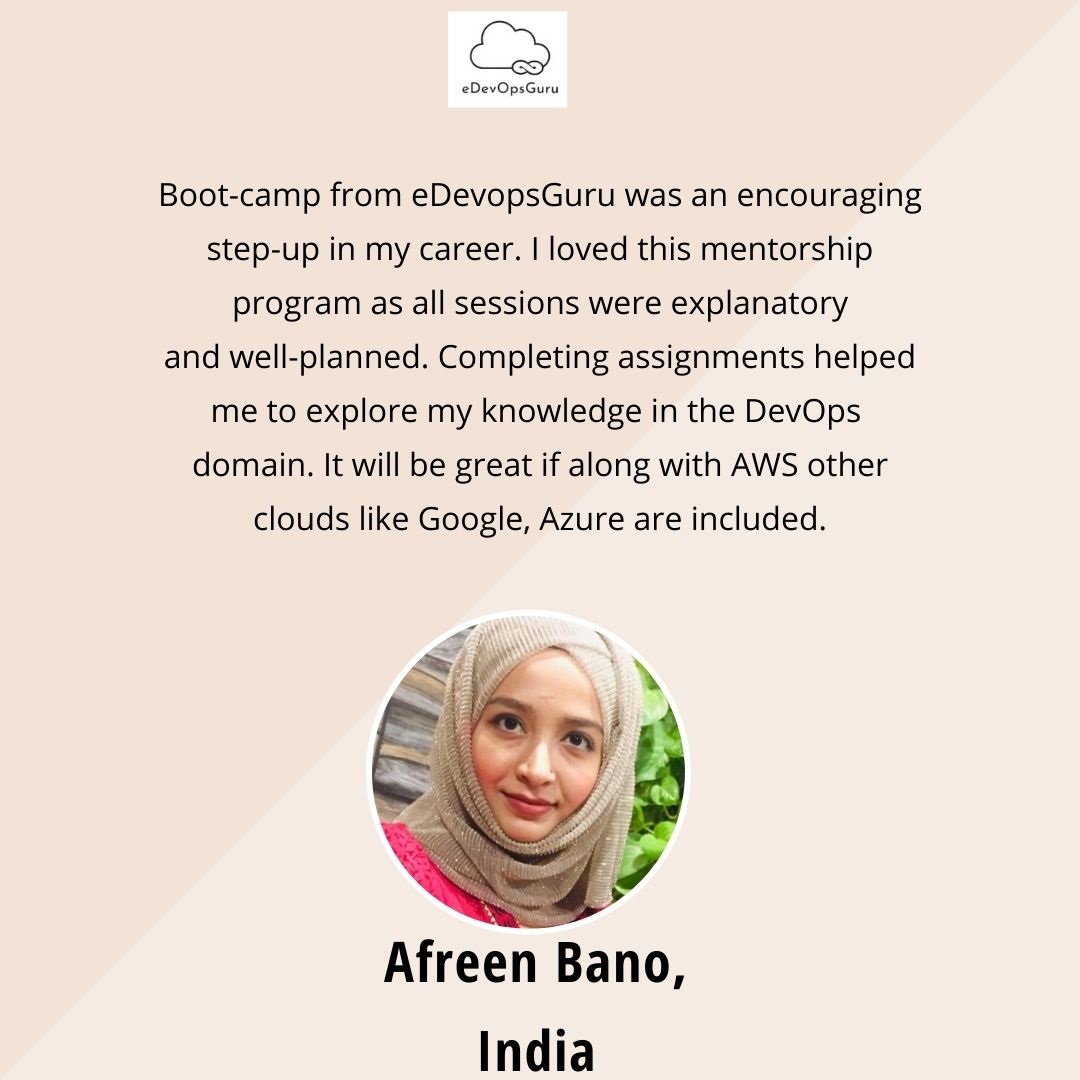 eDevOpsGuru
Boot-camp from eDevopsGuru was an encouraging
step-up in my career. I loved this mentorship
program as all sessions were explanatory
and well-planned. Completing assignments helped
me to explore my knowledge in the DevOps
domain. It will be great if along with AWS other
clouds like Google, Azure are included.
Afreen Bano,
India